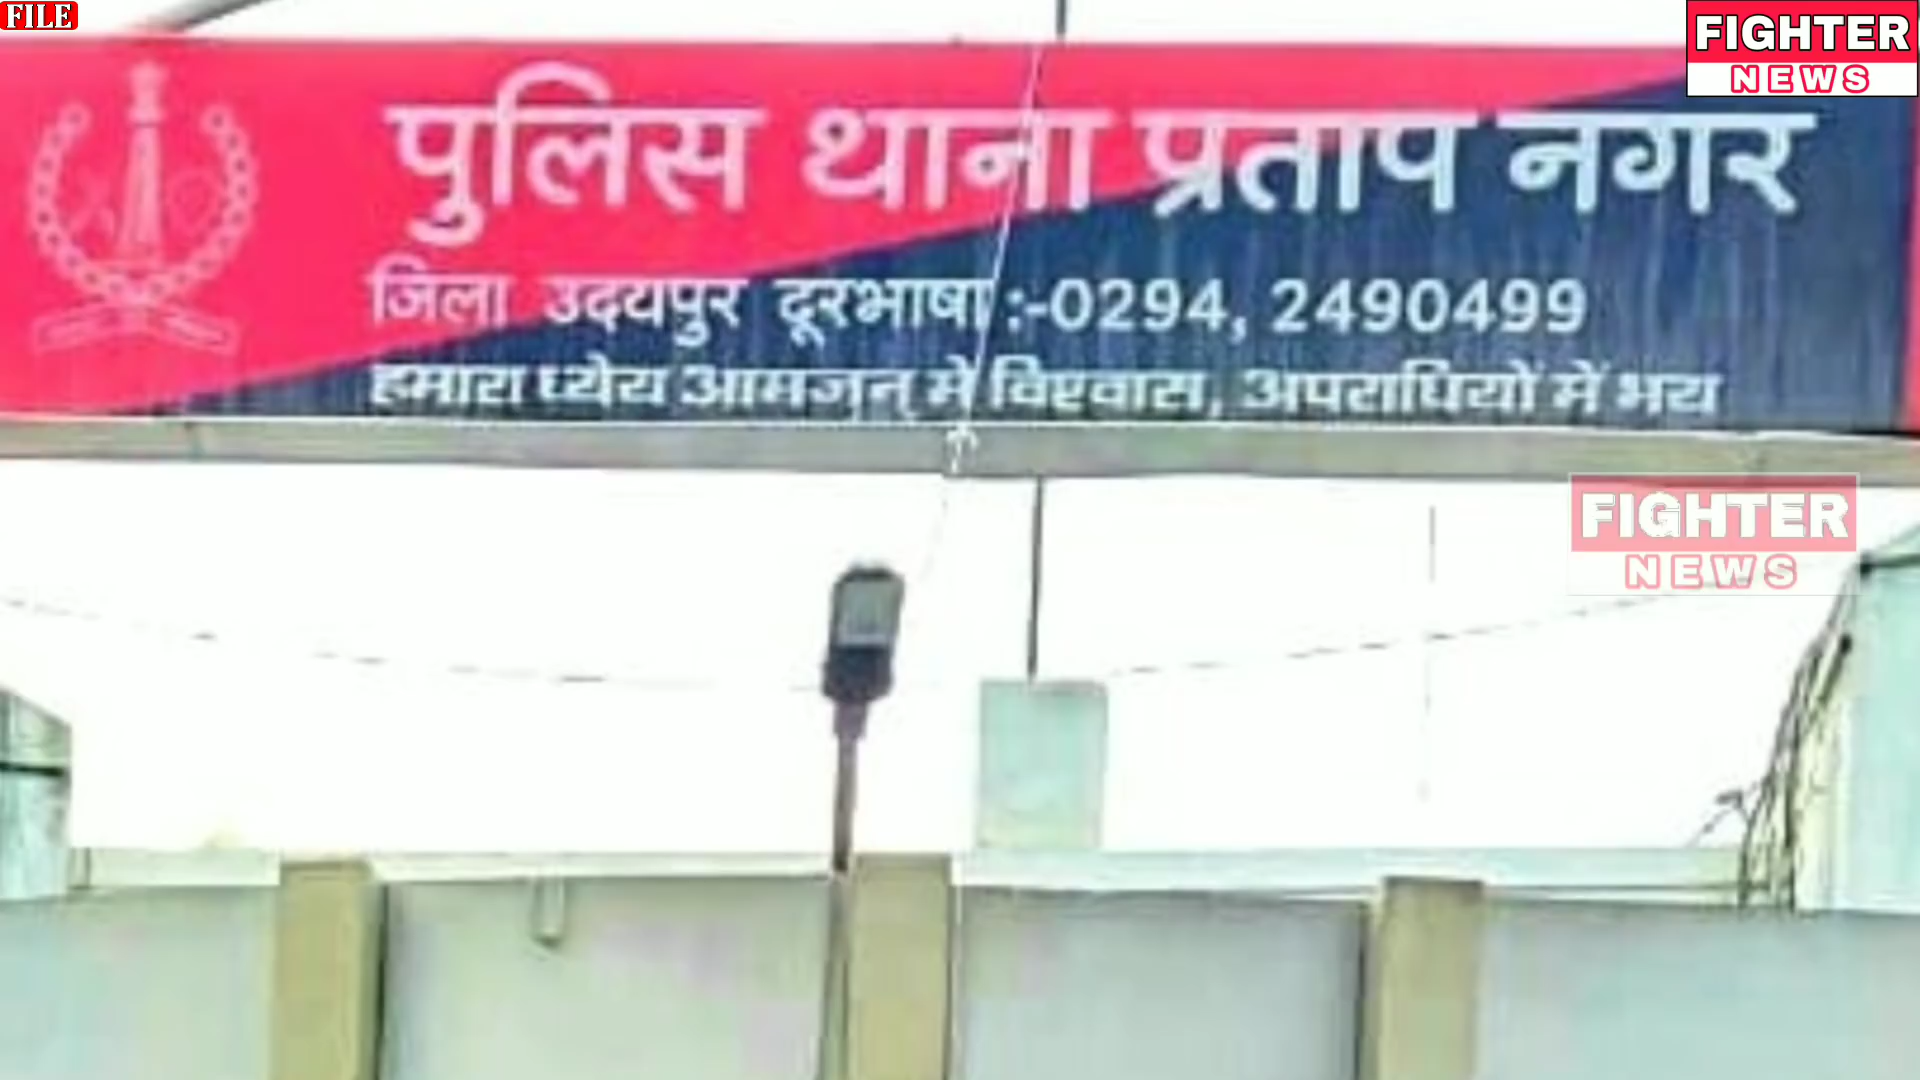 FILE
FIGHTER
NEWS
पुलिस थाना प्रताप नगर
जिला उदयपुर दूरभाषा :-0294, 2490499
हमारा ध्येय आमजन् में विश्वास, अपराधियों में भय
FIGHTER
NEWS